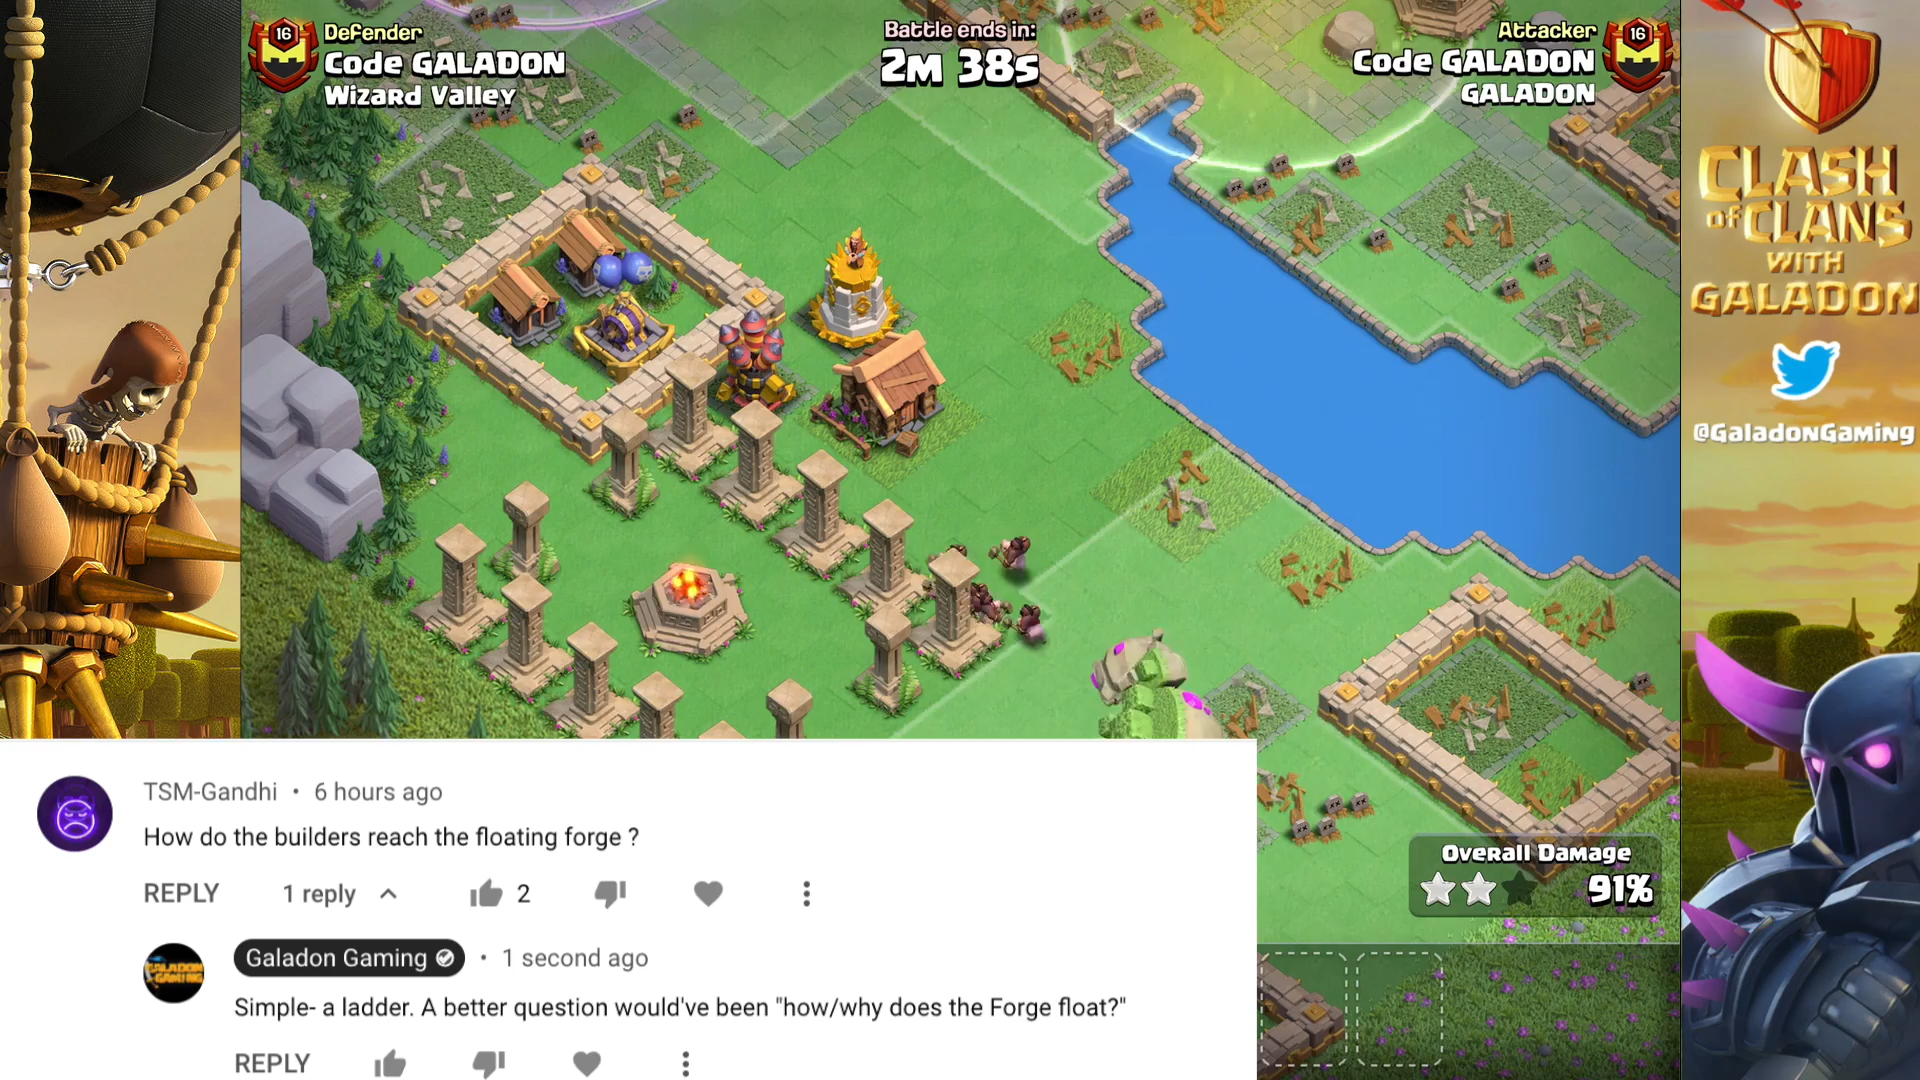 16
Defender
Code GALADON
Wizard Valley
Battle ends in:
2M 38s
Attacker
Code GALADON
GALADON
16
CLASH
of CLANS
WITH
GALADON
@GaladonGaming
Overall Damage
91%
TSM-Gandhi • 6 hours ago
How do the builders reach the floating forge ?
REPLY 1 reply 2
GALADON
GAMING
Galadon Gaming • 1 second ago
Simple- a ladder. A better question would've been "how/why does the Forge float?"
REPLY